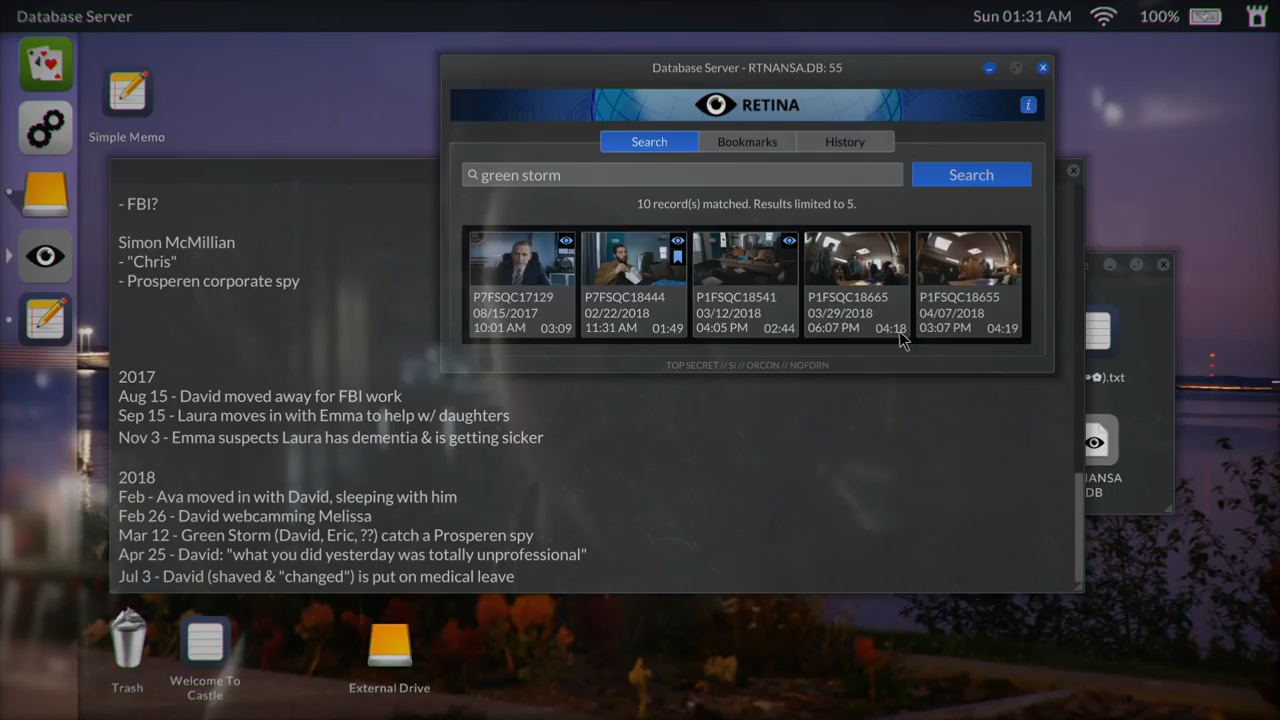 Database Server
Sun 01:31 AM
100%
Simple Memo
Database Server - RTNANSA.DB: 55
RETINA
i
Search
Bookmarks
History
green storm
Search
10 record(s) matched. Results limited to 5.
P7FSQC17129
08/15/2017
10:01 AM 03:09
P7FSQC18444
02/22/2018
11:31 AM 01:49
P1FSQC18541
03/12/2018
04:05 PM 02:44
P1FSQC18665
03/29/2018
06:07 PM 04:18
P1FSQC18655
04/07/2018
03:07 PM 04:19
TOP SECRET // SI // ORCON // NOFORN
- FBI?
Simon McMillian
- "Chris"
- Prosperen corporate spy
2017
Aug 15 - David moved away for FBI work
Sep 15 - Laura moves in with Emma to help w/ daughters
Nov 3 - Emma suspects Laura has dementia & is getting sicker
2018
Feb - Ava moved in with David, sleeping with him
Feb 26 - David webcamming Melissa
Mar 12 - Green Storm (David, Eric, ??) catch a Prosperen spy
Apr 25 - David: "what you did yesterday was totally unprofessional"
Jul 3 - David (shaved & "changed") is put on medical leave
•✿).txt
ANSA
DB
Trash
Welcome To
Castle
External Drive